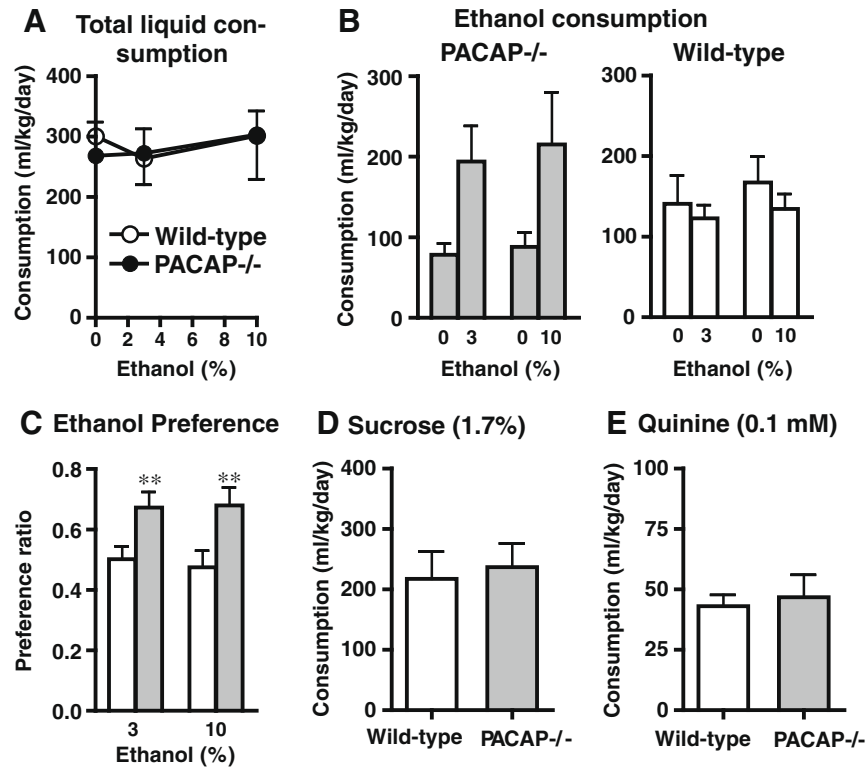 A Total liquid con-
sumption
Consumption (ml/kg/day)
400
300
200
100
0
Wild-type
PACAP-/-
0 2 4 6 8 10
Ethanol (%)
B Ethanol consumption
PACAP-/-
Consumption (ml/kg/day)
300
200
100
0
0 3 0 10
Ethanol (%)
Wild-type
300
200
100
0
0 3 0 10
Ethanol (%)
C Ethanol Preference
Preference ratio
0.8
0.6
0.4
0.2
0.0
** **
3 10
Ethanol (%)
D Sucrose (1.7%)
Consumption (ml/kg/day)
400
300
200
100
0
Wild-type PACAP-/-
E Quinine (0.1 mM)
Consumption (ml/kg/day)
100
75
50
25
0
Wild-type PACAP-/-